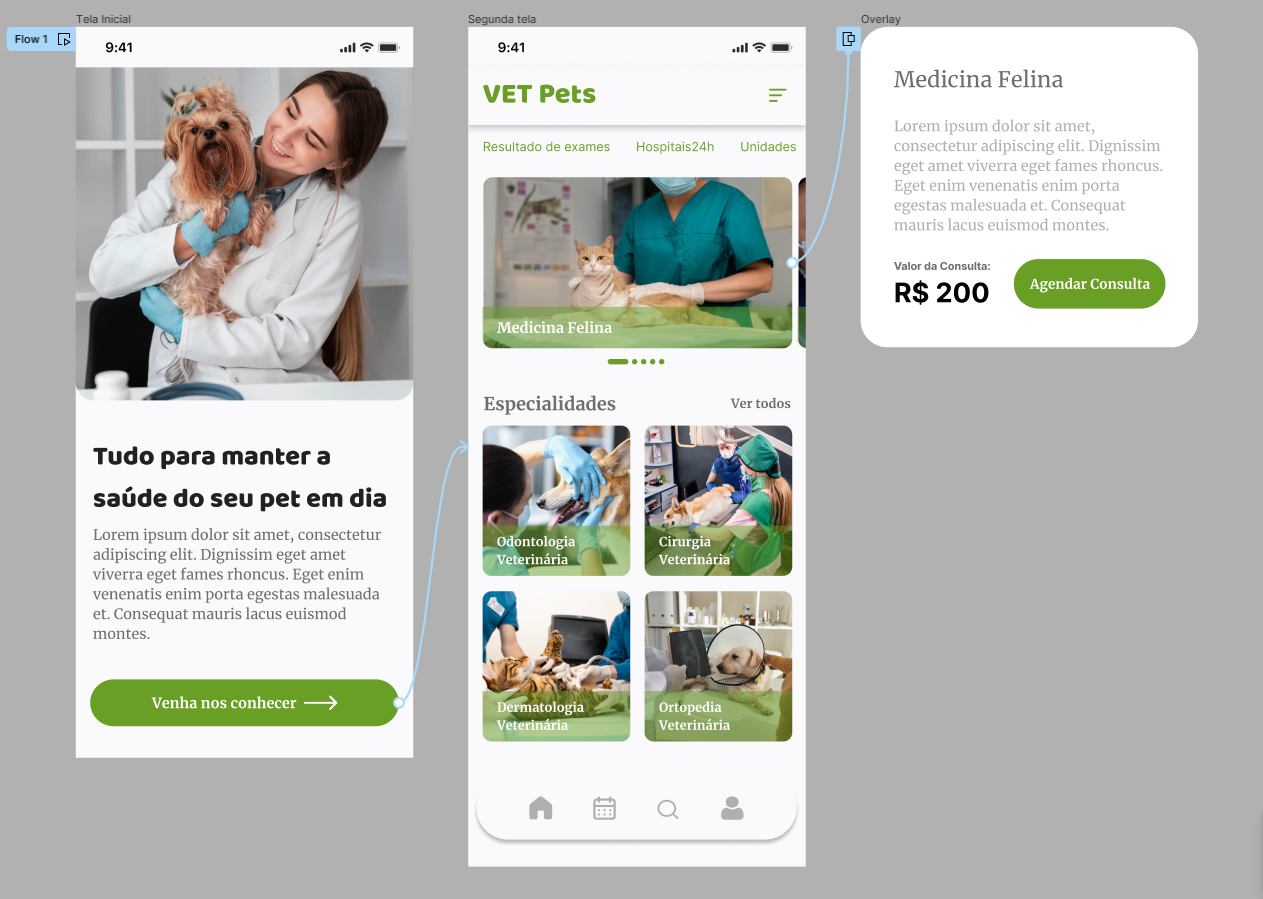 Tela Inicial
Flow 1
9:41
Tudo para manter a
saúde do seu pet em dia
Lorem ipsum dolor sit amet, consectetur
adipiscing elit. Dignissim eget amet
viverra eget fames rhoncus. Eget enim
venenatis enim porta egestas malesuada
et. Consequat mauris lacus euismod
montes.
Venha nos conhecer
Segunda tela
9:41
VET Pets
Resultado de exames Hospitais24h Unidades
Medicina Felina
Especialidades Ver todos
Odontologia
Veterinária
Cirurgia
Veterinária
Dermatologia
Veterinária
Ortopedia
Veterinária
Overlay
Medicina Felina
Lorem ipsum dolor sit amet,
consectetur adipiscing elit. Dignissim
eget amet viverra eget fames rhoncus.
Eget enim venenatis enim porta
egestas malesuada et. Consequat
mauris lacus euismod montes.
Valor da Consulta:
R$ 200
Agendar Consulta